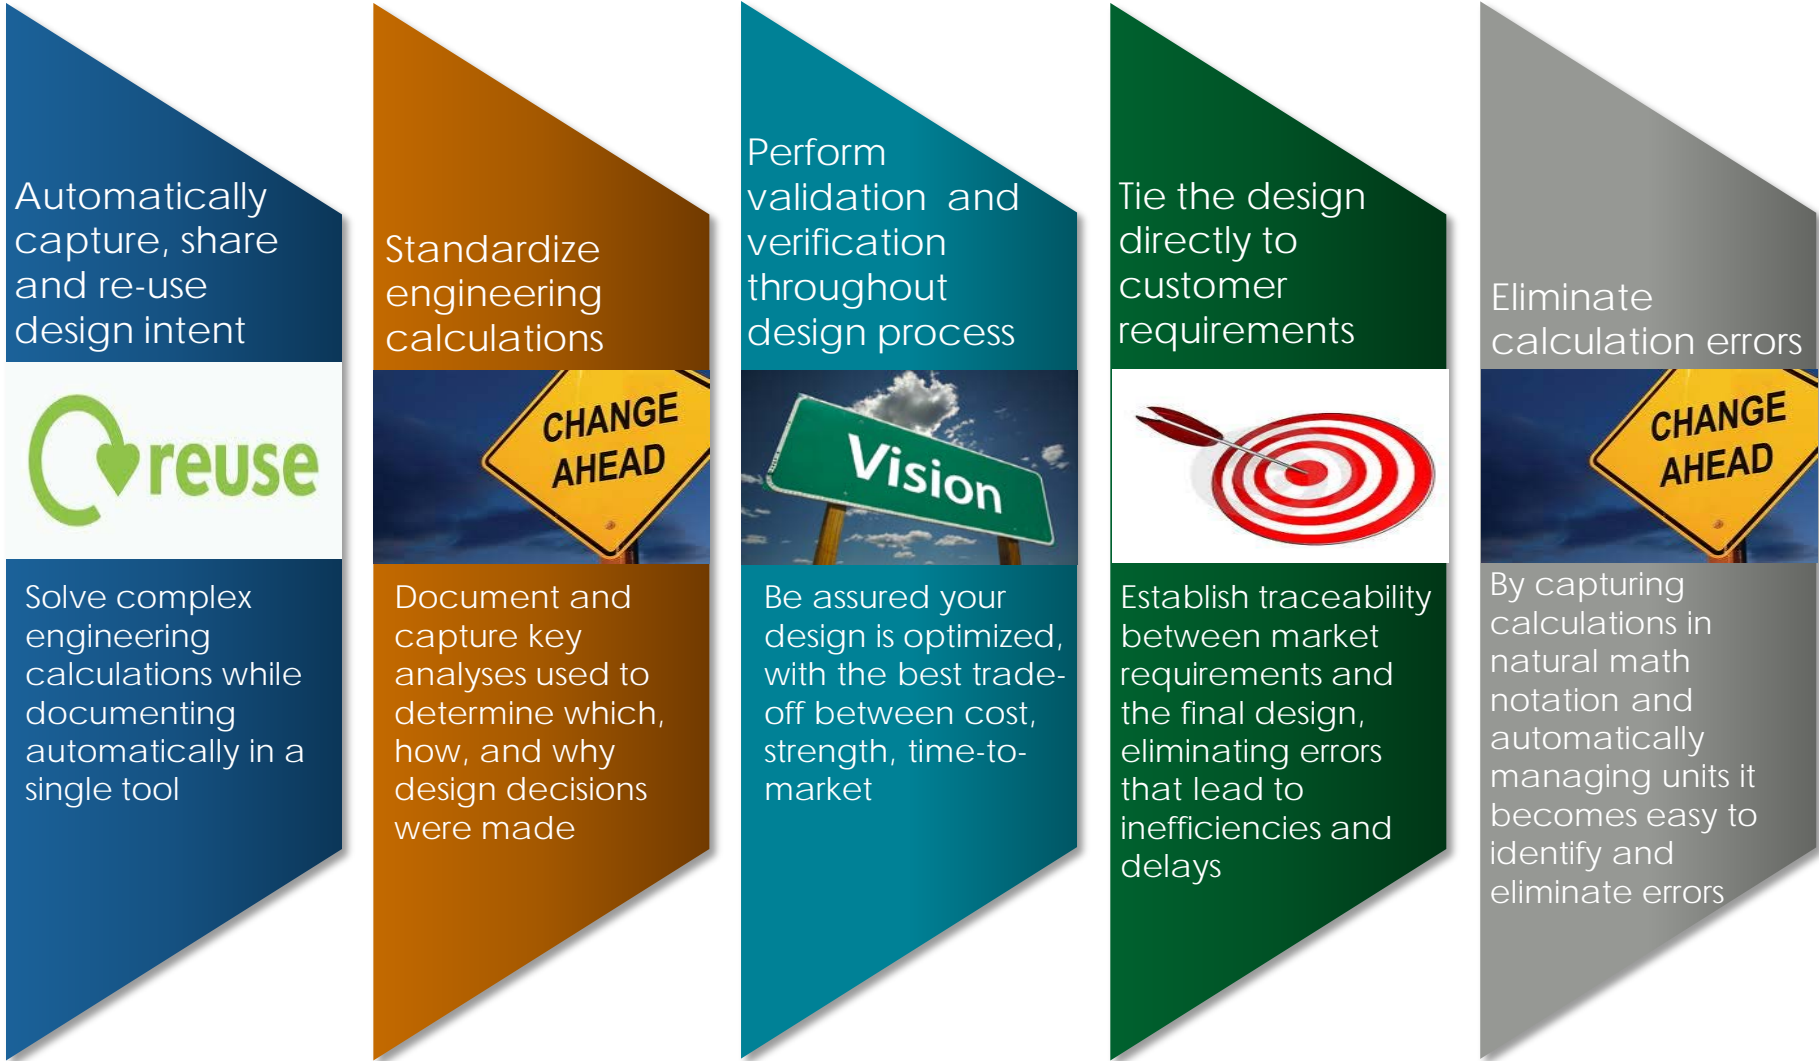 Automatically
capture, share
and re-use
design intent
reuse
Solve complex
engineering
calculations while
documenting
automatically in a
single tool
Standardize
engineering
calculations
CHANGE
AHEAD
Document and
capture key
analyses used to
determine which,
how, and why
design decisions
were made
Perform
validation and
verification
throughout
design process
Vision
Be assured your
design is optimized,
with the best trade-
off between cost,
strength, time-to-
market
Tie the design
directly to
customer
requirements
Establish traceability
between market
requirements and
the final design,
eliminating errors
that lead to
inefficiencies and
delays
Eliminate
calculation errors
CHANGE
AHEAD
By capturing
calculations in
natural math
notation and
automatically
managing units it
becomes easy to
identify and
eliminate errors